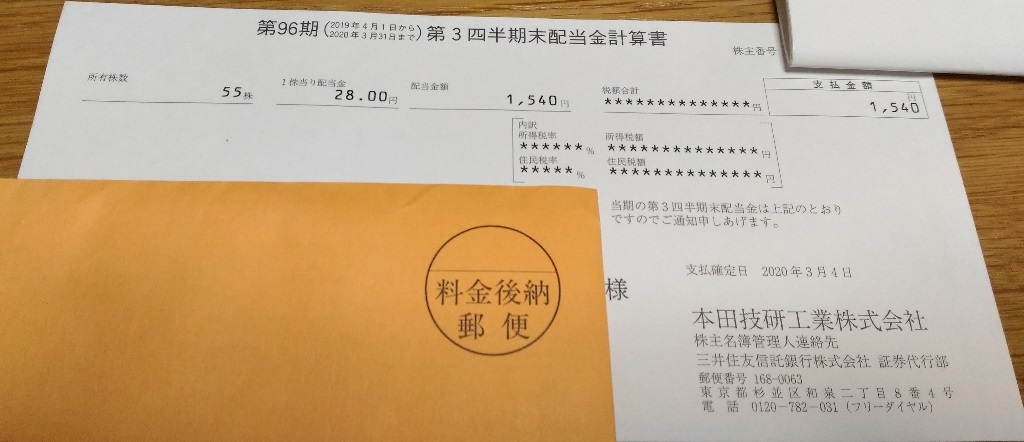 第96期(2019年4月1日から 2020年3月31日まで)第3四半期末配当金計算書
株主番号
所有株数
55株
1株当り配当金
28.00円
配当金額
1,540円
税額合計
**************円
支払金額
円
1,540
内訳
所得税率
******%
所得税額
**************円
住民税率
*****%
住民税額
**************円
当期の第3四半期末配当金は上記のとおり
ですのでご通知申しあげます。
支払確定日 2020年3月4日
様
本田技研工業株式会社
株主名簿管理人連絡先
三井住友信託銀行株式会社 証券代行部
郵便番号 168-0063
東京都杉並区和泉二丁目8番4号
電話 0120-782-031(フリーダイヤル)
料金後納
郵便